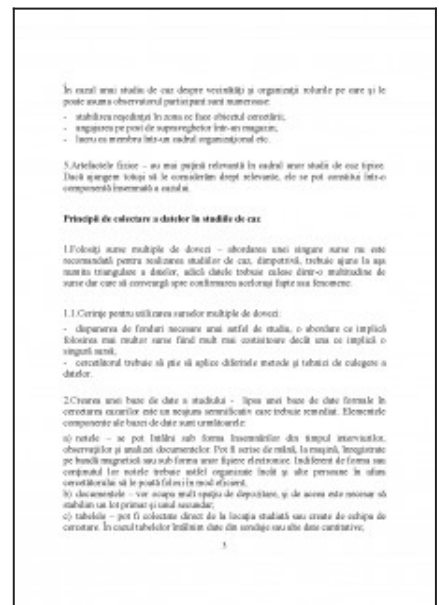 În cazul unui studiu de caz despre vecinătăți și organizații rolurile pe care și le
poate asuma observatorul participant sunt numeroase:
- stabilirea reședinței în zona ce face obiectul cercetării;
- angajarea pe post de supraveghetor într-un magazin;
- lucru ca membru într-un cadrul organizațional etc.
5.Artefactele fizice – au mai puțină relevantă în cadrul unor studii de caz tipice.
Dacă ajungem totuși să le considerăm drept relevante, ele se pot constitui într-o
componentă însemnată a cazului.
Principii de colectare a datelor în studiile de caz
1.Folosiți surse multiple de dovezi – abordarea unei singure surse nu este
recomandată pentru realizarea studiilor de caz, dimpotrivă, trebuie ajuns la așa
numita triangulare a datelor, adică datele trebuie culese dintr-o multitudine de
surse dar care să conveargă spre confirmarea acelorași fapte sau fenomene.
1.1.Cerințe pentru utilizarea surselor multiple de dovezi:
- dispunerea de fonduri necesare unui astfel de studiu, o abordare ce implică
folosirea mai multor surse fiind mult mai costisitoare decât una ce implică o
singură sursă;
- cercetătorul trebuie să știe să aplice diferitele metode și tehnici de culegere a
datelor.
2.Crearea unei baze de date a studiului - lipsa unei baze de date formale în
cercetarea cazurilor este un neajuns semnificativ care trebuie remediat. Elementele
componente ale bazei de date sunt următoarele:
a) notele – se pot întâlni sub forma însemnărilor din timpul interviurilor,
observațiilor și analizei documentelor. Pot fi scrise de mână, la mașină, înregistrate
pe bandă magnetică sau sub forma unor fișiere electronice. Indiferent de forma sau
conținutul lor notele trebuie astfel organizate încât și alte persoane în afara
cercetătorului să le poată folosi în mod eficient.
b) documentele – vor ocupa mult spațiu de depozitare, și de aceea este necesar să
stabilim un lot primar și unul secundar;
c) tabelele – pot fi colectate direct de la locația studiată sau create de echipa de
cercetare. În cazul tabelelor întâlnim date din sondaje sau alte date cantitative;